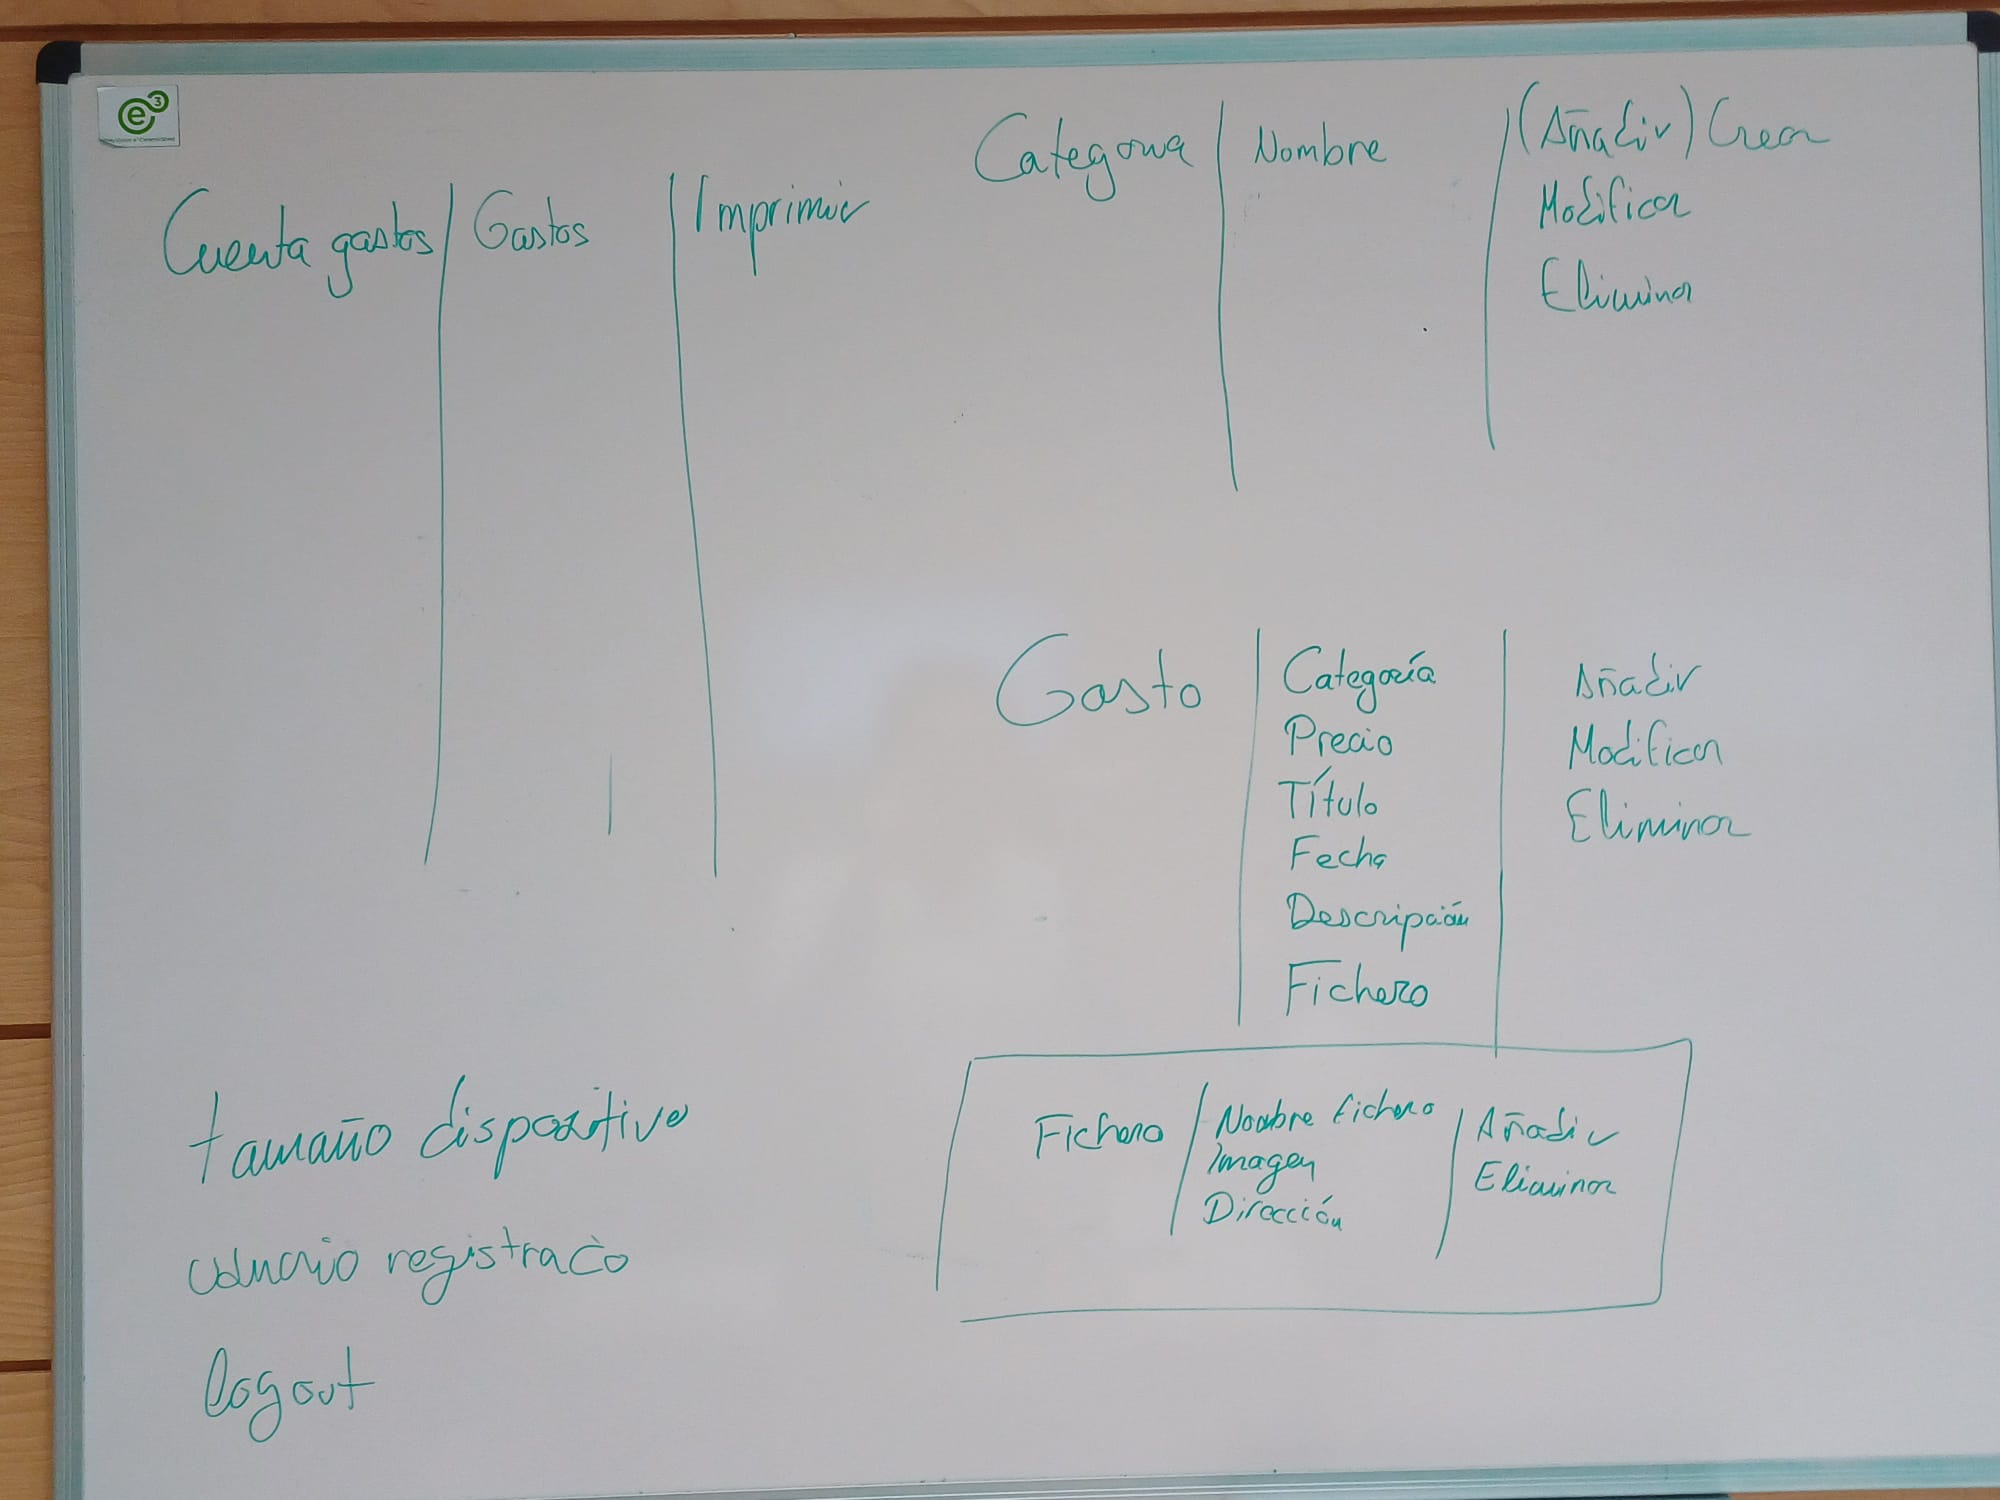 e3
Cuenta gastos
Gastos
Imprimir
Categoria
Nombre
(Añadir) Crear
Modificar
Eliminar
Gasto
Categoría
Precio
Título
Fecha
Descripción
Fichero
Añadir
Modificar
Eliminar
Fichero
Nombre fichero
Imagen
Dirección
Añadir
Eliminar
tamaño dispositivo
usuario registrado
logout